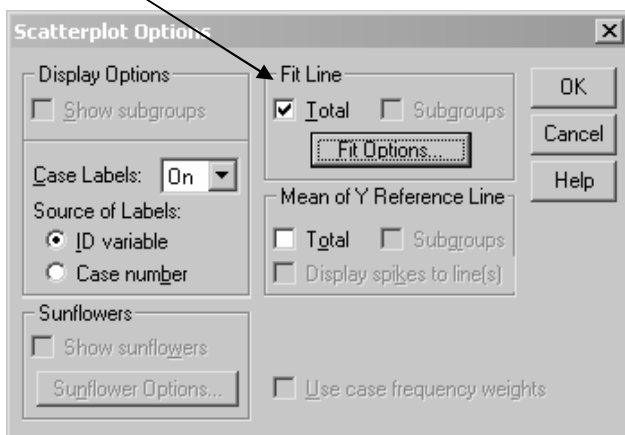 Scatterplot Options
Display Options
Show subgroups
Case Labels: On
Source of Labels:
ID variable
Case number
Sunflowers
Show sunflowers
Sunflower Options...
Fit Line
Total Subgroups
Fit Options...
Mean of Y Reference Line
Total Subgroups
Display spikes to line(s)
Use case frequency weights
OK
Cancel
Help